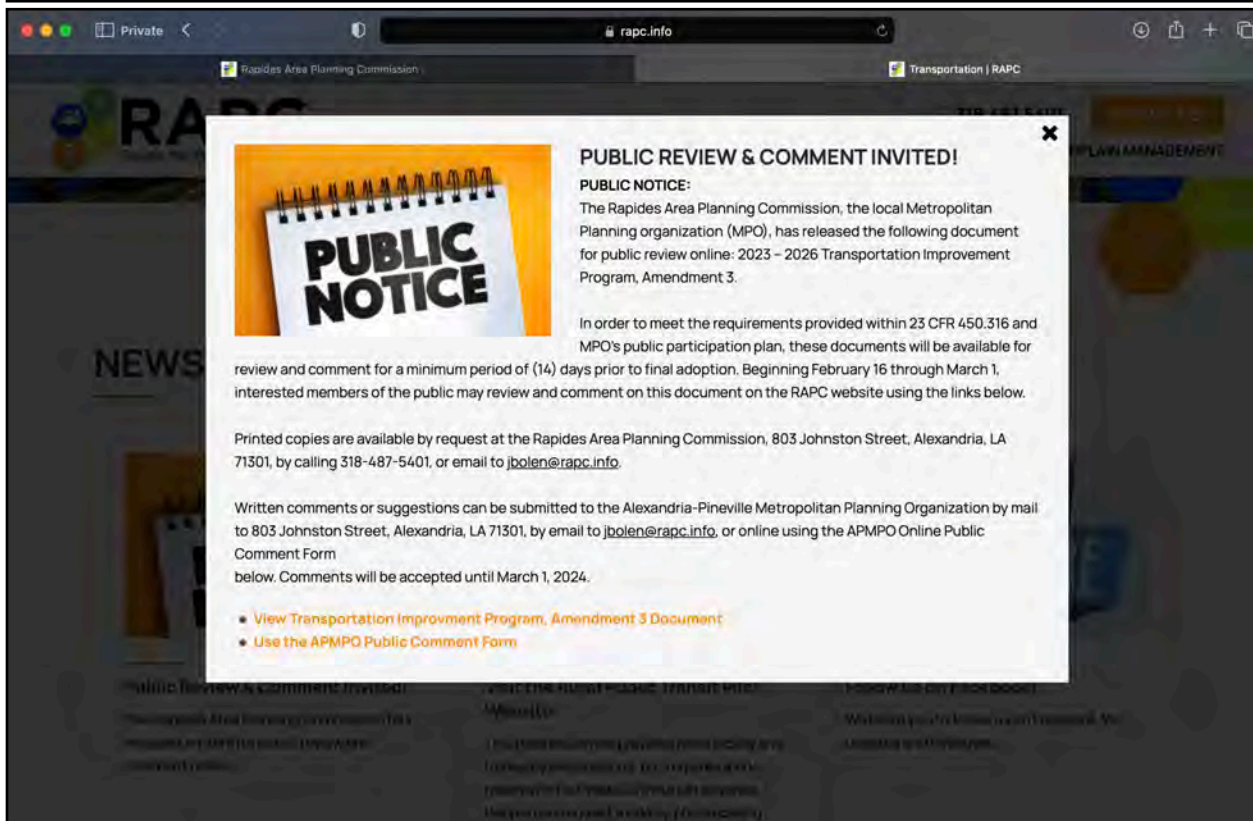 Private
rapc.info
Rapides Area Planning Commission
Transportation | RAPC
RA
NEWS
PUBLIC
NOTICE
PUBLIC REVIEW & COMMENT INVITED!
PUBLIC NOTICE:
The Rapides Area Planning Commission, the local Metropolitan
Planning organization (MPO), has released the following document
for public review online: 2023 – 2026 Transportation Improvement
Program, Amendment 3.
In order to meet the requirements provided within 23 CFR 450.316 and
MPO's public participation plan, these documents will be available for
review and comment for a minimum period of (14) days prior to final adoption. Beginning February 16 through March 1,
interested members of the public may review and comment on this document on the RAPC website using the links below.
Printed copies are available by request at the Rapides Area Planning Commission, 803 Johnston Street, Alexandria, LA
71301, by calling 318-487-5401, or email to jbolen@rapc.info.
Written comments or suggestions can be submitted to the Alexandria-Pineville Metropolitan Planning Organization by mail
to 803 Johnston Street, Alexandria, LA 71301, by email to jbolen@rapc.info, or online using the APMPO Online Public
Comment Form
below. Comments will be accepted until March 1, 2024.
View Transportation Improvment Program, Amendment 3 Document
Use the APMPO Public Comment Form
Public Review & Comment Invited!
Follow Us on Facebook!
Website